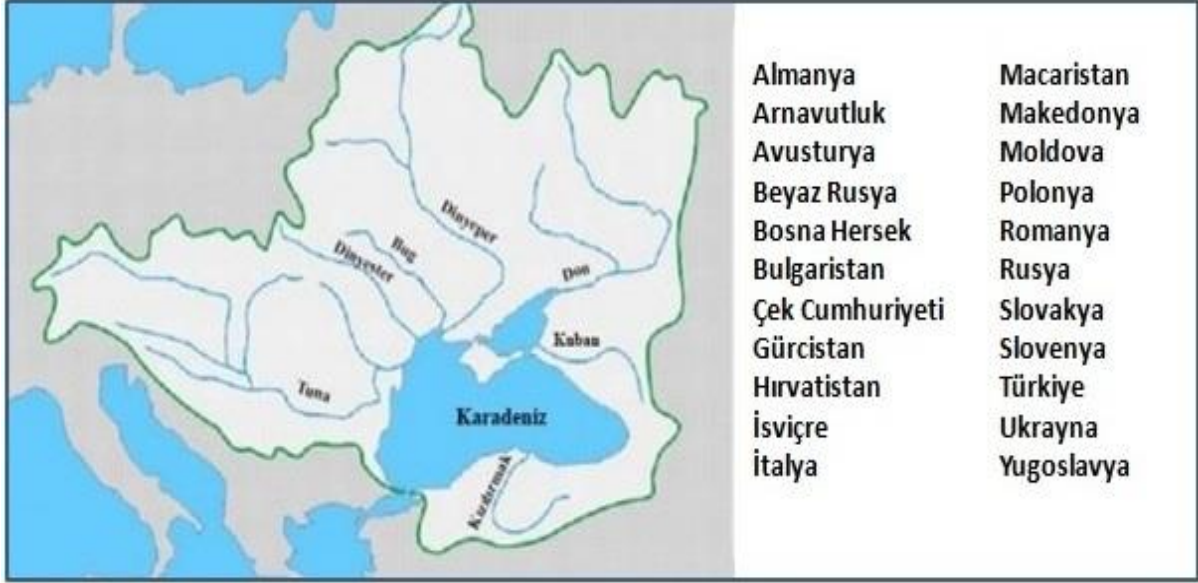 Dinyeper
Bug
Dinyester
Don
Kuban
Tuna
Karadeniz
Kızılırmak
Almanya
Arnavutluk
Avusturya
Beyaz Rusya
Bosna Hersek
Bulgaristan
Çek Cumhuriyeti
Gürcistan
Hırvatistan
İsviçre
İtalya
Macaristan
Makedonya
Moldova
Polonya
Romanya
Rusya
Slovakya
Slovenya
Türkiye
Ukrayna
Yugoslavya